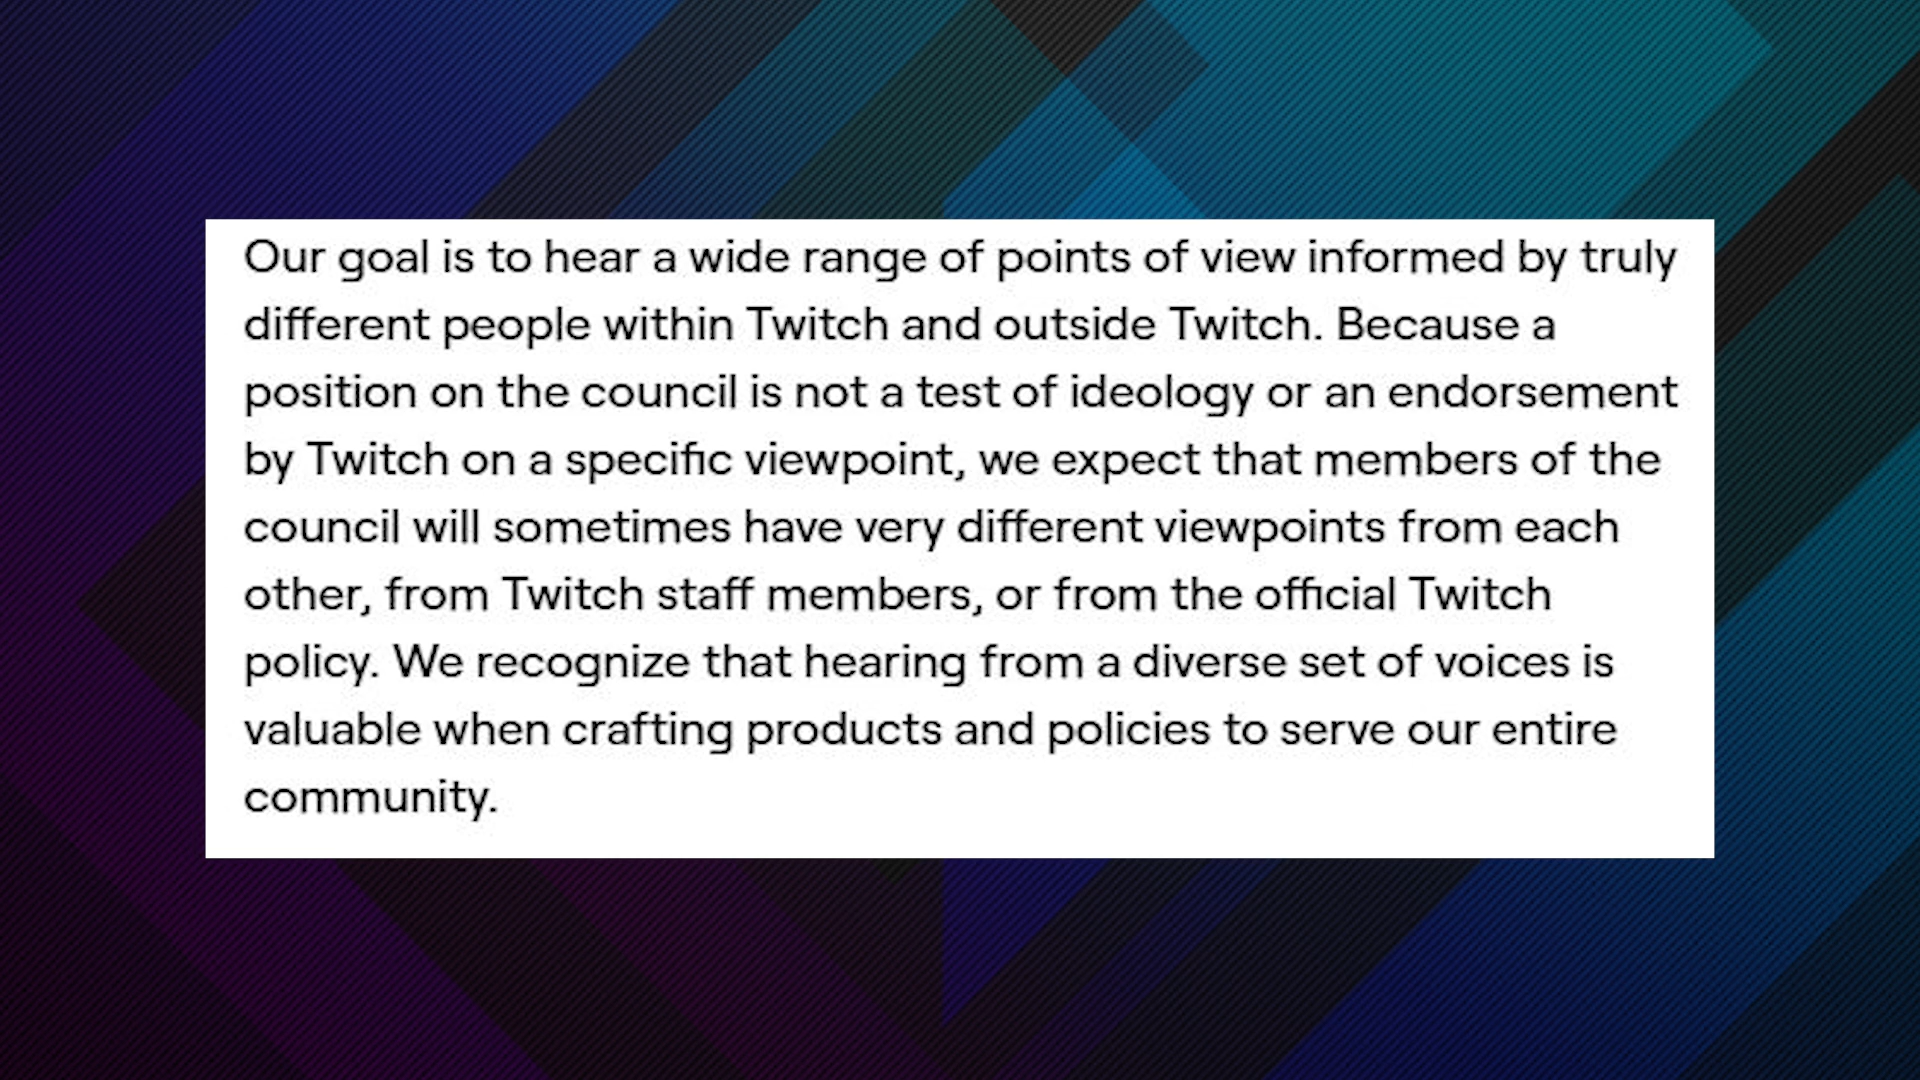 Our goal is to hear a wide range of points of view informed by truly
different people within Twitch and outside Twitch. Because a
position on the council is not a test of ideology or an endorsement
by Twitch on a specific viewpoint, we expect that members of the
council will sometimes have very different viewpoints from each
other, from Twitch staff members, or from the official Twitch
policy. We recognize that hearing from a diverse set of voices is
valuable when crafting products and policies to serve our entire
community.